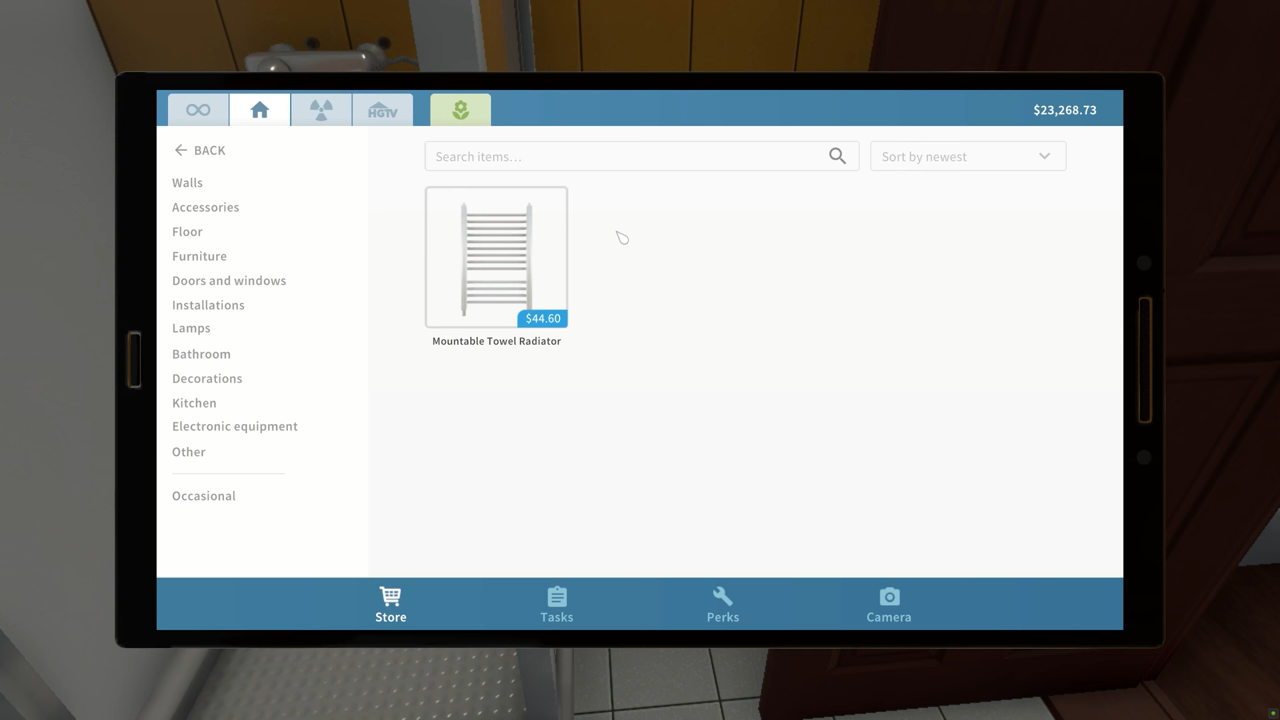 HGTV
$23,268.73
BACK
Search items...
Sort by newest
Walls
Accessories
Floor
Furniture
Doors and windows
Installations
Lamps
Bathroom
Decorations
Kitchen
Electronic equipment
Other
Occasional
$44.60
Mountable Towel Radiator
Store
Tasks
Perks
Camera